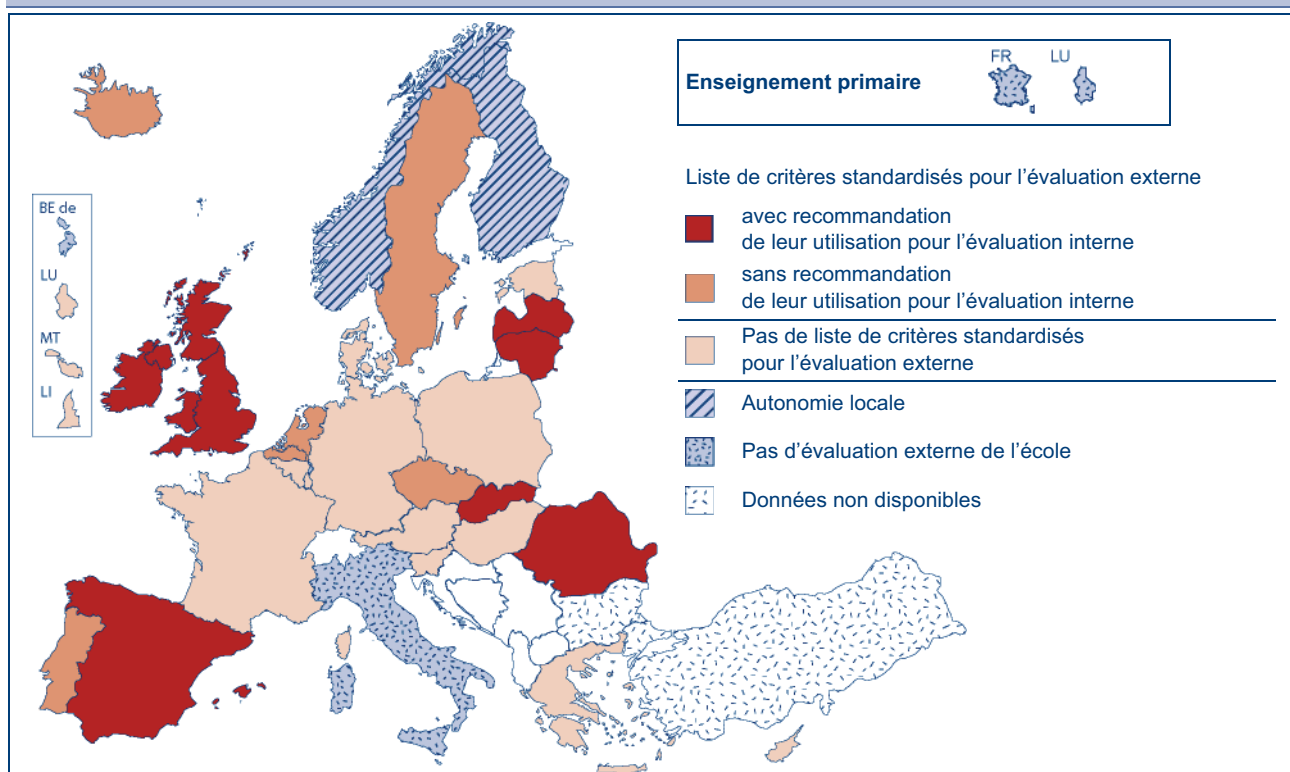 FR LU
Enseignement primaire
Liste de critères standardisés pour l'évaluation externe
avec recommandation
de leur utilisation pour l'évaluation interne
sans recommandation
de leur utilisation pour l'évaluation interne
Pas de liste de critères standardisés
pour l'évaluation externe
Autonomie locale
Pas d'évaluation externe de l'école
Données non disponibles
BE de
LU
MT
LI